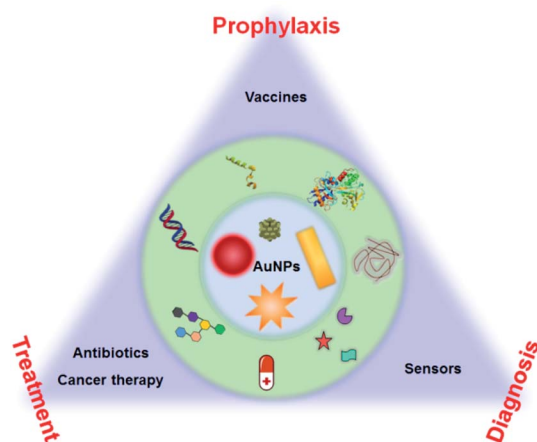 Prophylaxis
Vaccines
AuNPs
Treatment
Antibiotics
Cancer therapy
Sensors
Diagnosis